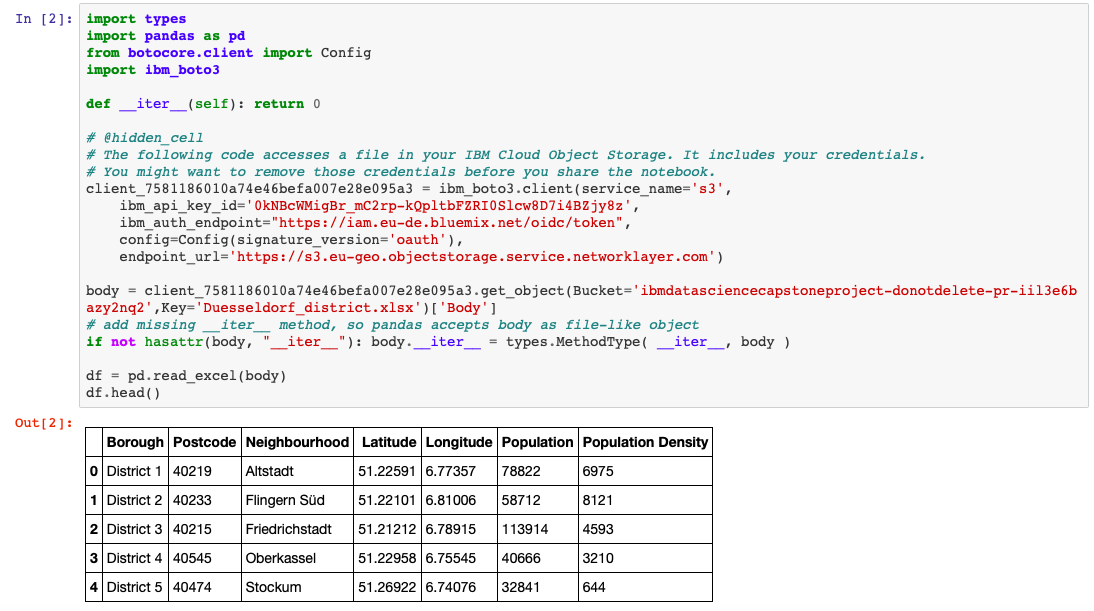 In [2]:
import types
import pandas as pd
from botocore.client import Config
import ibm_boto3
def __iter__(self): return 0
# @hidden_cell
# The following code accesses a file in your IBM Cloud Object Storage. It includes your credentials.
# You might want to remove those credentials before you share the notebook.
client_7581186010a74e46befa007e28e095a3 = ibm_boto3.client(service_name='s3',
ibm_api_key_id='0kNBcWMigBr_mC2rp-kQpltbFZRI0Slcw8D7i4BZjy8z',
ibm_auth_endpoint="https://iam.eu-de.bluemix.net/oidc/token",
config=Config(signature_version='oauth'),
endpoint_url='https://s3.eu-geo.objectstorage.service.networklayer.com')
body = client_7581186010a74e46befa007e28e095a3.get_object(Bucket='ibmdatasciencecapstoneproject-donotdelete-pr-iil3e6b
azy2nq2',Key='Duesseldorf_district.xlsx')['Body']
# add missing __iter__ method, so pandas accepts body as file-like object
if not hasattr(body, "__iter__"): body.__iter__ = types.MethodType( __iter__, body )
df = pd.read_excel(body)
df.head()
Out[2]:
Borough Postcode Neighbourhood Latitude Longitude Population Population Density
0 District 1 40219 Altstadt 51.22591 6.77357 78822 6975
1 District 2 40233 Flingern Süd 51.22101 6.81006 58712 8121
2 District 3 40215 Friedrichstadt 51.21212 6.78915 113914 4593
3 District 4 40545 Oberkassel 51.22958 6.75545 40666 3210
4 District 5 40474 Stockum 51.26922 6.74076 32841 644